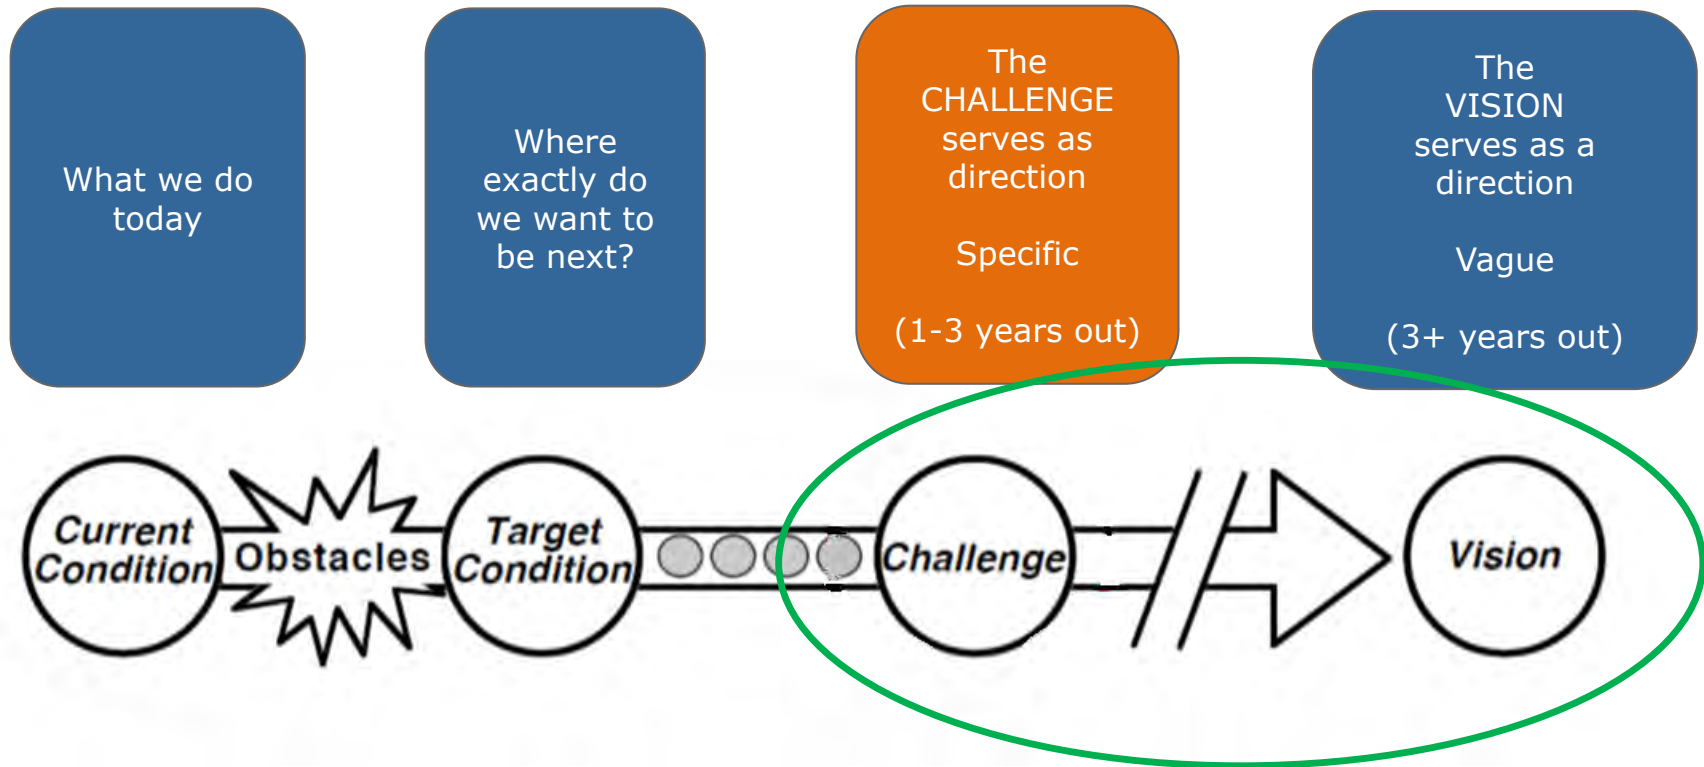 What we do
today
Where
exactly do
we want to
be next?
The
CHALLENGE
serves as
direction
Specific
(1-3 years out)
The
VISION
serves as a
direction
Vague
(3+ years out)
Current
Condition
Obstacles
Target
Condition
Challenge
Vision